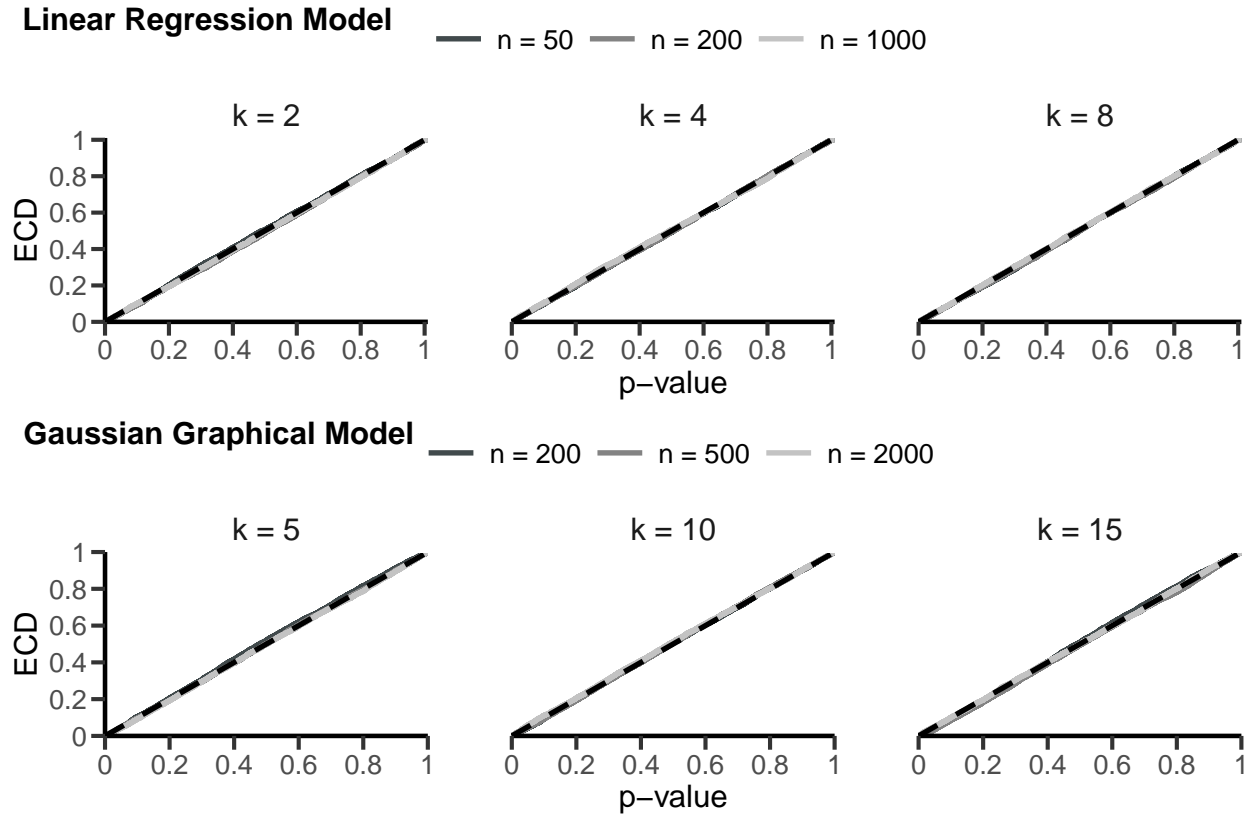 Linear Regression Model
n = 50 n = 200 n = 1000
k = 2 k = 4 k = 8
1
0.8
0.6
0.4
0.2
0
ECD
0 0.2 0.4 0.6 0.8 1 0 0.2 0.4 0.6 0.8 1 0 0.2 0.4 0.6 0.8 1
p−value
Gaussian Graphical Model
n = 200 n = 500 n = 2000
k = 5 k = 10 k = 15
1
0.8
0.6
0.4
0.2
0
ECD
0 0.2 0.4 0.6 0.8 1 0 0.2 0.4 0.6 0.8 1 0 0.2 0.4 0.6 0.8 1
p−value